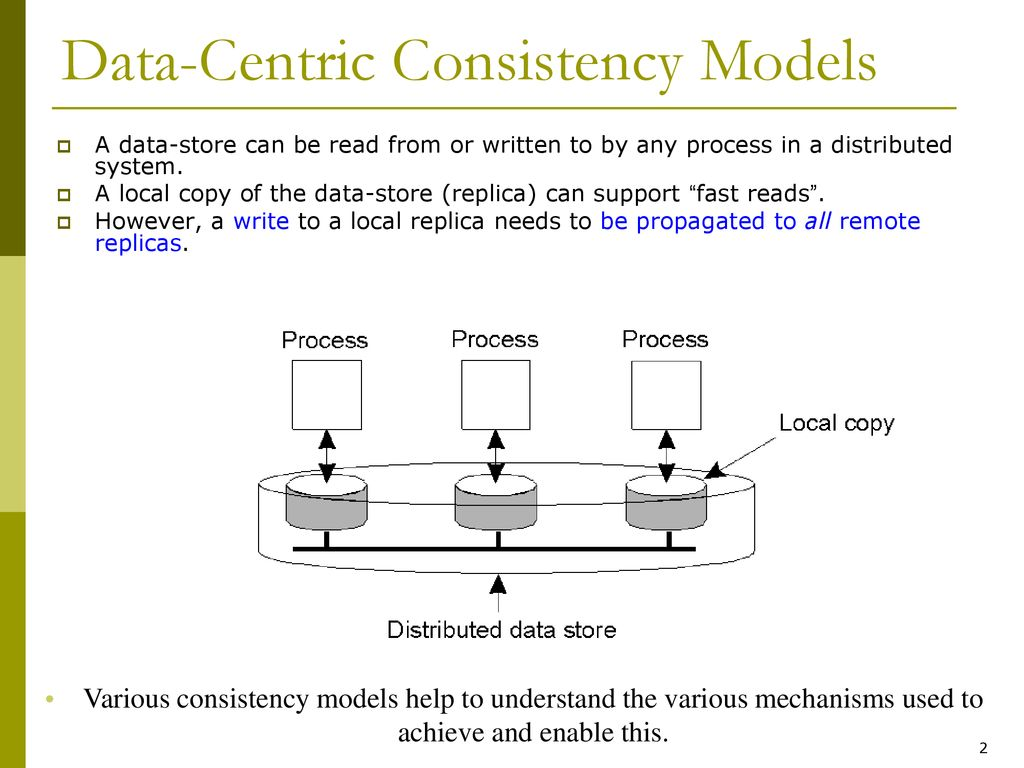 Data-Centric Consistency Models
A data-store can be read from or written to by any process in a distributed
system.
A local copy of the data-store (replica) can support “fast reads”.
However, a write to a local replica needs to be propagated to all remote
replicas.
Process Process Process
Local copy
Distributed data store
• Various consistency models help to understand the various mechanisms used to
achieve and enable this.
2